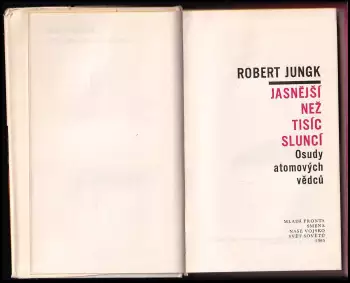 ROBERT JUNGK
JASNĚJŠÍ
NEŽ
TISÍC
SLUNCÍ
Osudy
atomových
vědců
MLADÁ FRONTA
SMENA
NAŠE VOJSKO
SVĚT SOVĚTŮ
1965